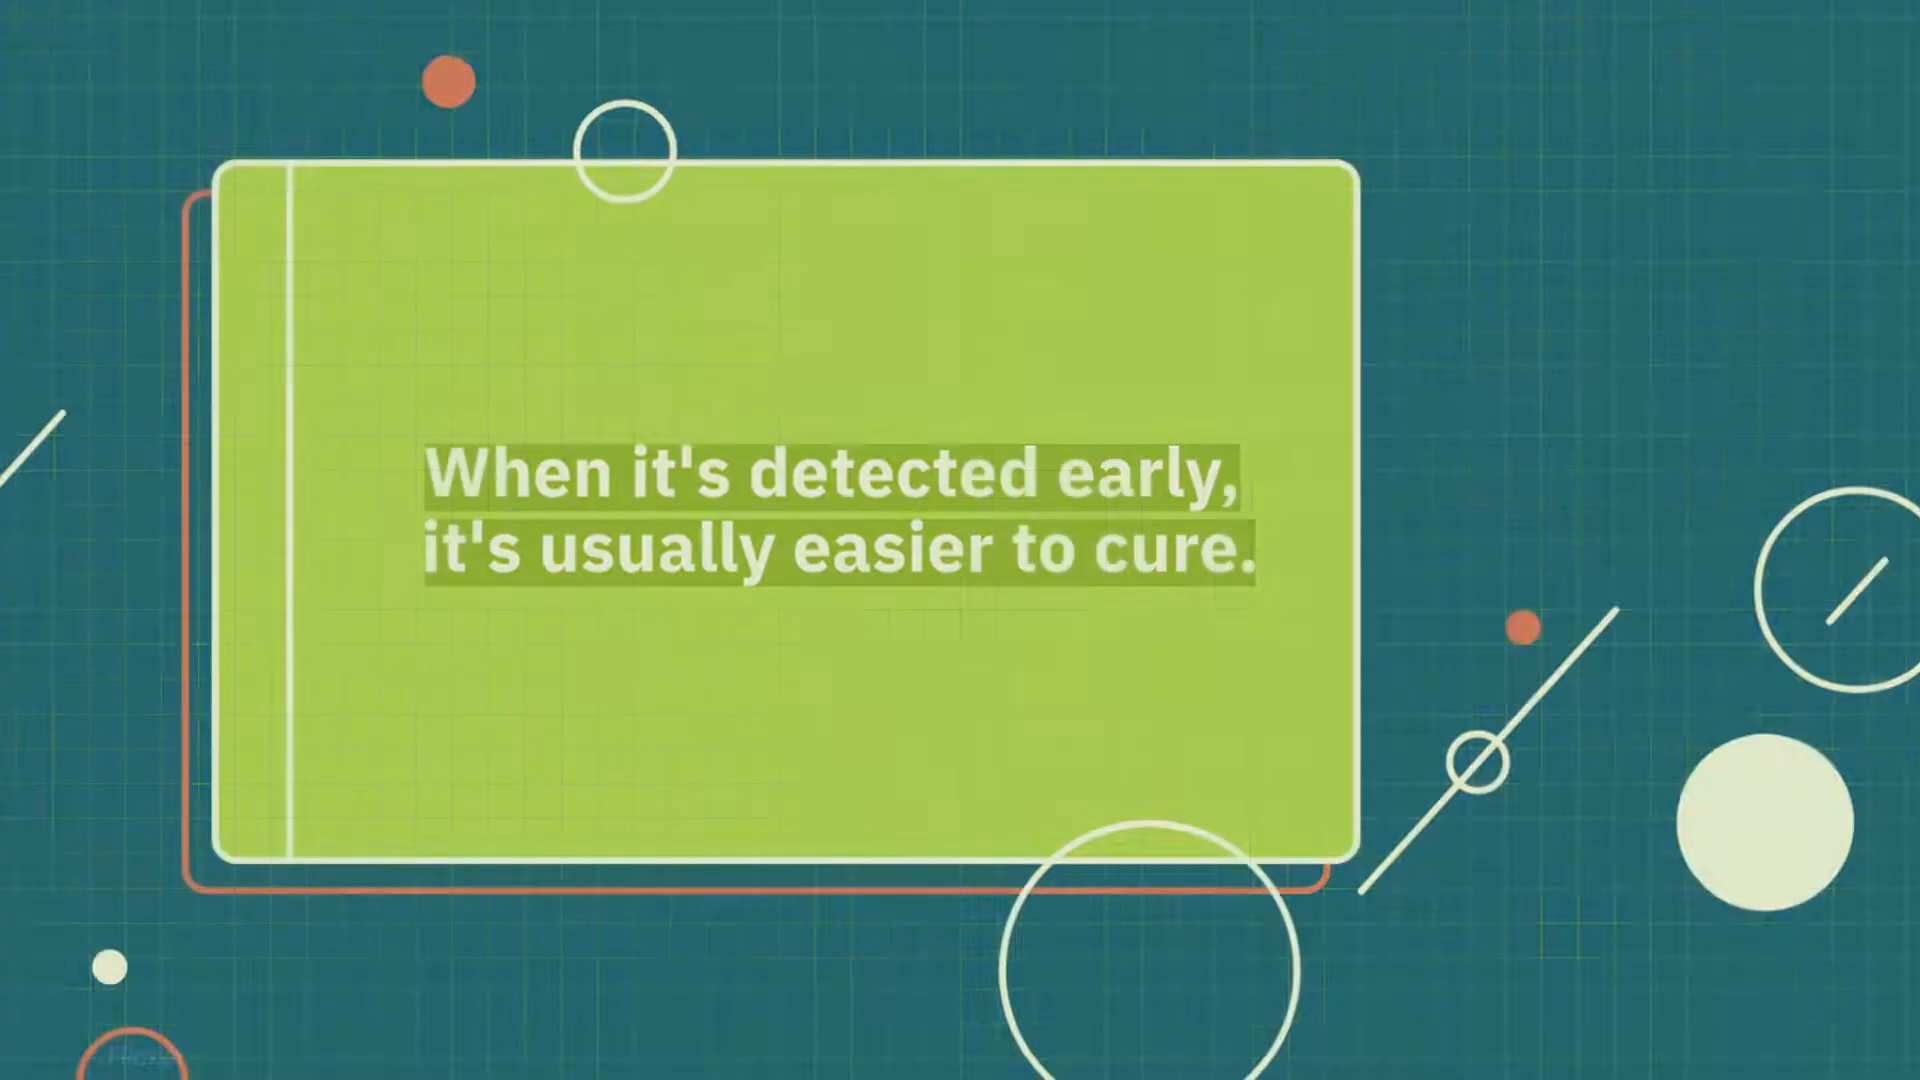 When it's detected early,
it's usually easier to cure.